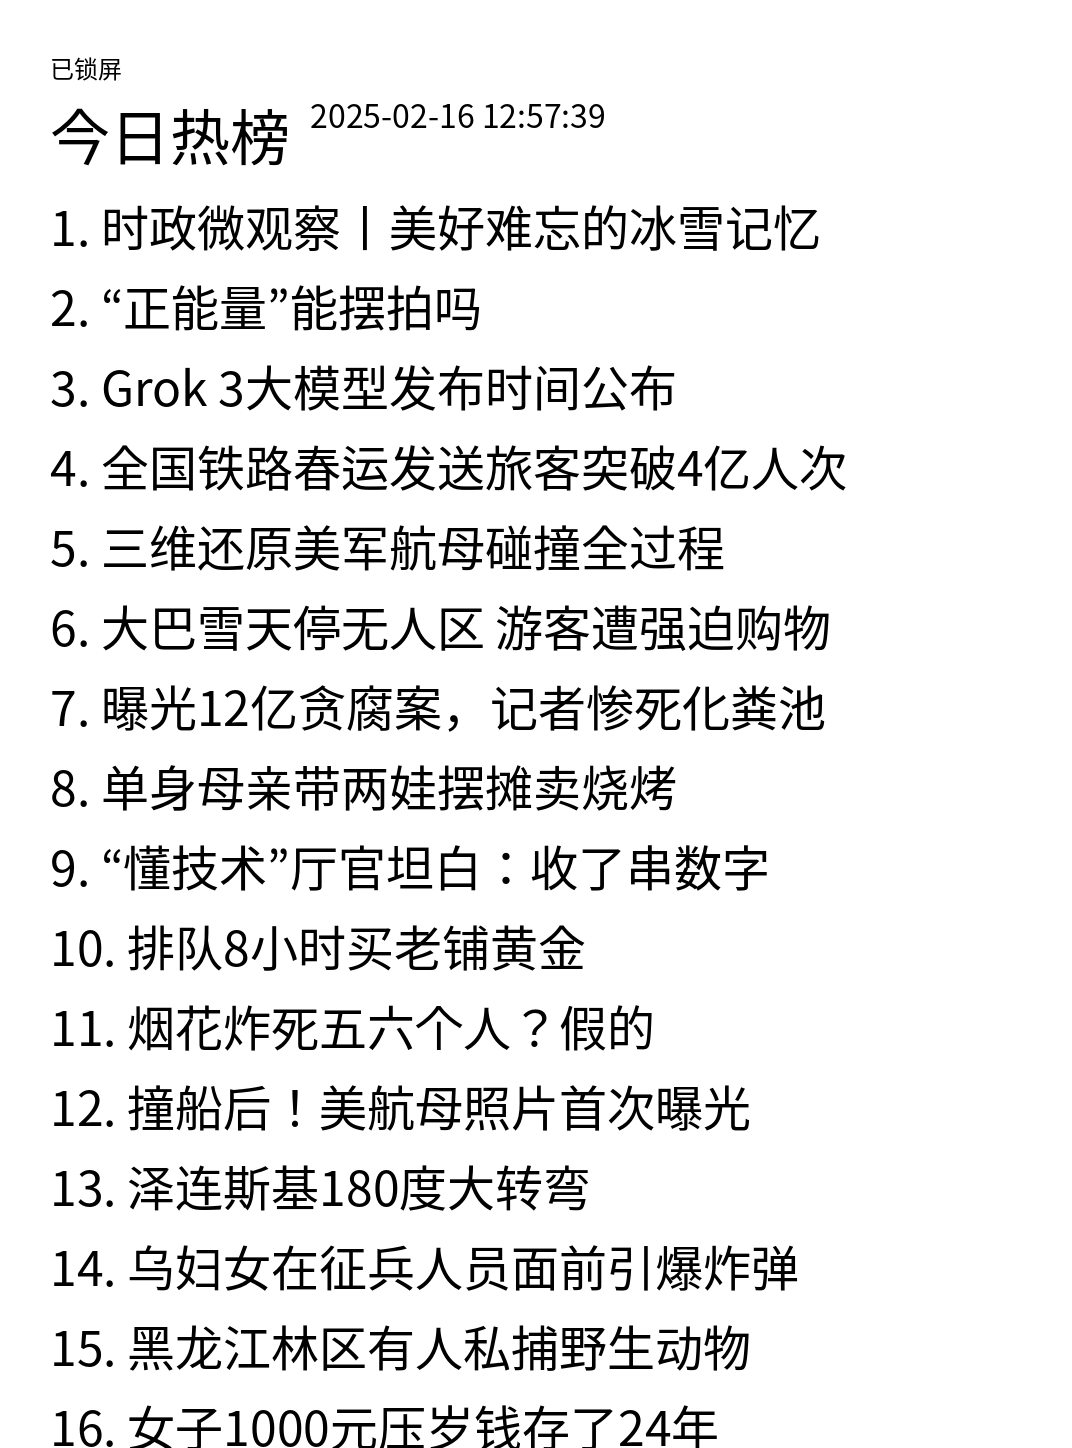 已锁屏
今日热榜 2025-02-16 12:57:39
1. 时政微观察丨美好难忘的冰雪记忆
2. “正能量”能摆拍吗
3. Grok 3大模型发布时间公布
4. 全国铁路春运发送旅客突破4亿人次
5. 三维还原美军航母碰撞全过程
6. 大巴雪天停无人区 游客遭强迫购物
7. 曝光12亿贪腐案，记者惨死化粪池
8. 单身母亲带两娃摆摊卖烧烤
9. “懂技术”厅官坦白：收了串数字
10. 排队8小时买老铺黄金
11. 烟花炸死五六个人？假的
12. 撞船后！美航母照片首次曝光
13. 泽连斯基180度大转弯
14. 乌妇女在征兵人员面前引爆炸弹
15. 黑龙江林区有人私捕野生动物
16. 女子1000元压岁钱存了24年